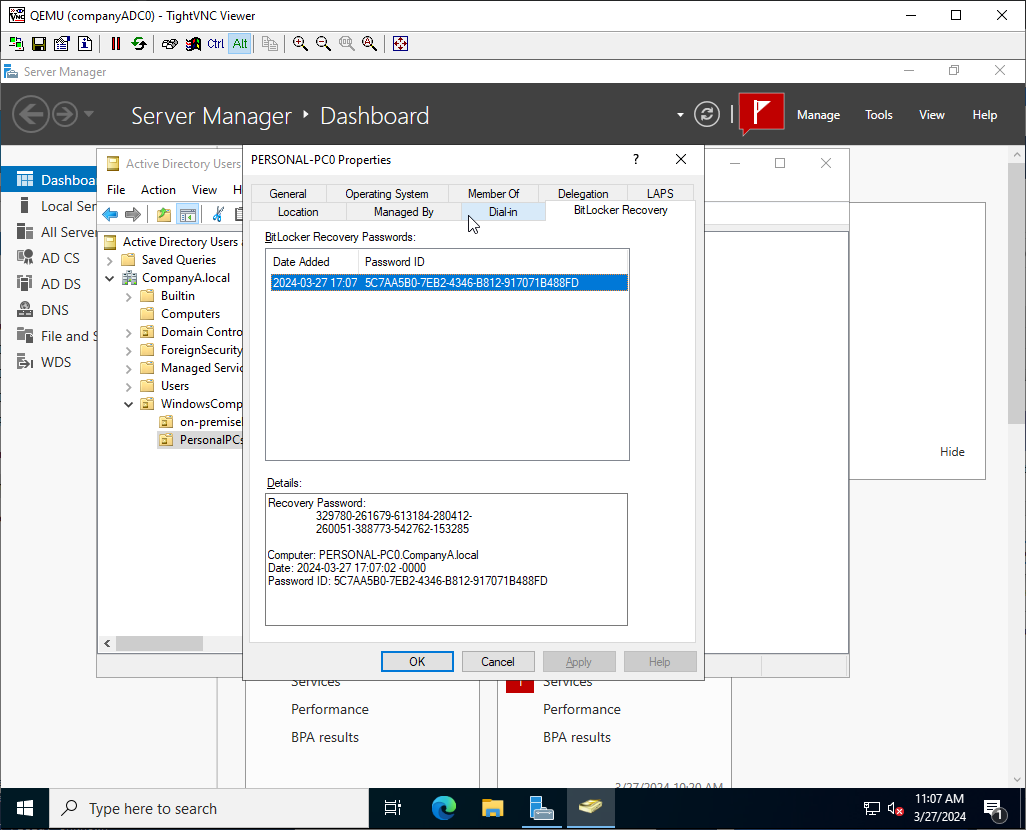 QEMU (companyADC0) - TightVNC Viewer
Ctrl Alt
Server Manager
Server Manager Dashboard
Manage Tools View Help
Dashboa
Local Ser
All Server
AD CS
AD DS
DNS
File and S
WDS
Active Directory Users
File Action View H
Active Directory Users a
Saved Queries
CompanyA.local
Builtin
Computers
Domain Contro
ForeignSecurity
Managed Servic
Users
WindowsComp
on-premise
PersonalPCs
PERSONAL-PC0 Properties
?
General Operating System Member Of Delegation LAPS
Location Managed By Dial-in BitLocker Recovery
BitLocker Recovery Passwords:
Date Added Password ID
2024-03-27 17:07 5C7AA5B0-7EB2-4346-B812-917071B488FD
Details:
Recovery Password:
329780-261679-613184-280412-
260051-388773-542762-153285
Computer: PERSONAL-PC0.CompanyA.local
Date: 2024-03-27 17:07:02 -0000
Password ID: 5C7AA5B0-7EB2-4346-B812-917071B488FD
OK Cancel Apply Help
Hide
Services
Performance
BPA results
1 Services
Performance
BPA results
3/27/2024 10:20 AM
Type here to search
11:07 AM
3/27/2024
1